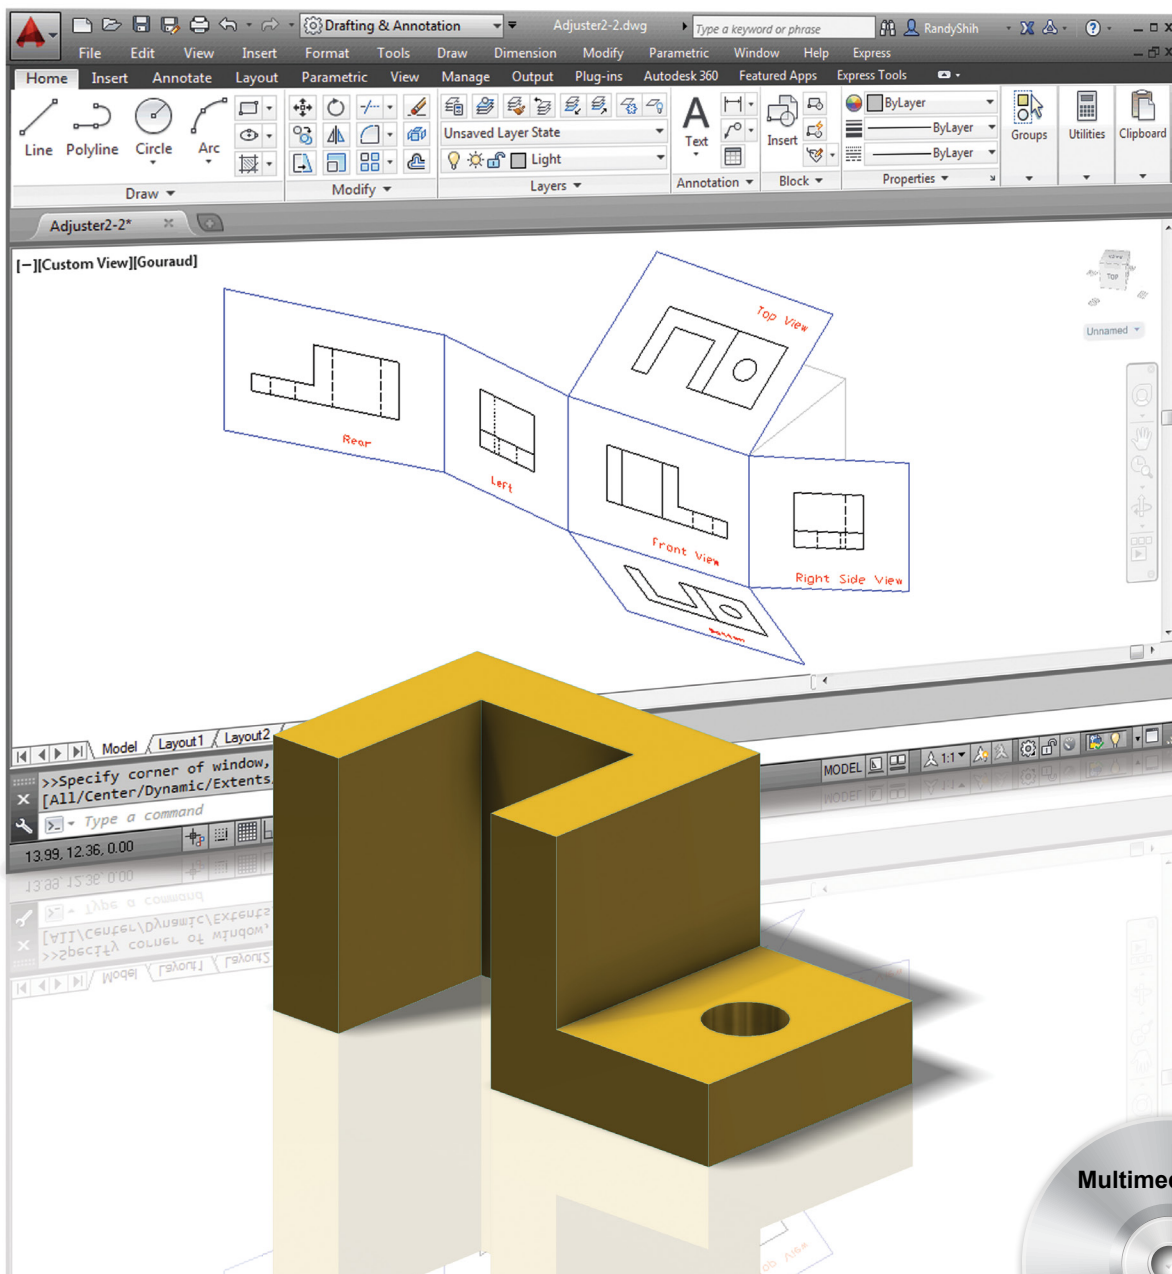 Drafting & Annotation
Adjuster2-2.dwg
Type a keyword or phrase
RandyShih
File Edit View Insert Format Tools Draw Dimension Modify Parametric Window Help Express
Home Insert Annotate Layout Parametric View Manage Output Plug-ins Autodesk 360 Featured Apps Express Tools
Line Polyline Circle Arc
Unsaved Layer State
Light
A
Text
Insert
ByLayer
ByLayer
ByLayer
Groups Utilities Clipboard
Draw Modify Layers Annotation Block Properties
Adjuster2-2*
[−][Custom View][Gouraud]
TOP
Unnamed
Top View
Rear
Left
Front View
Right Side View
Bottom
Model Layout1 Layout2
>>Specify corner of window,
[All/Center/Dynamic/Extents/
Type a command
13.99, 12.36, 0.00
MODEL
1:1
Multimed